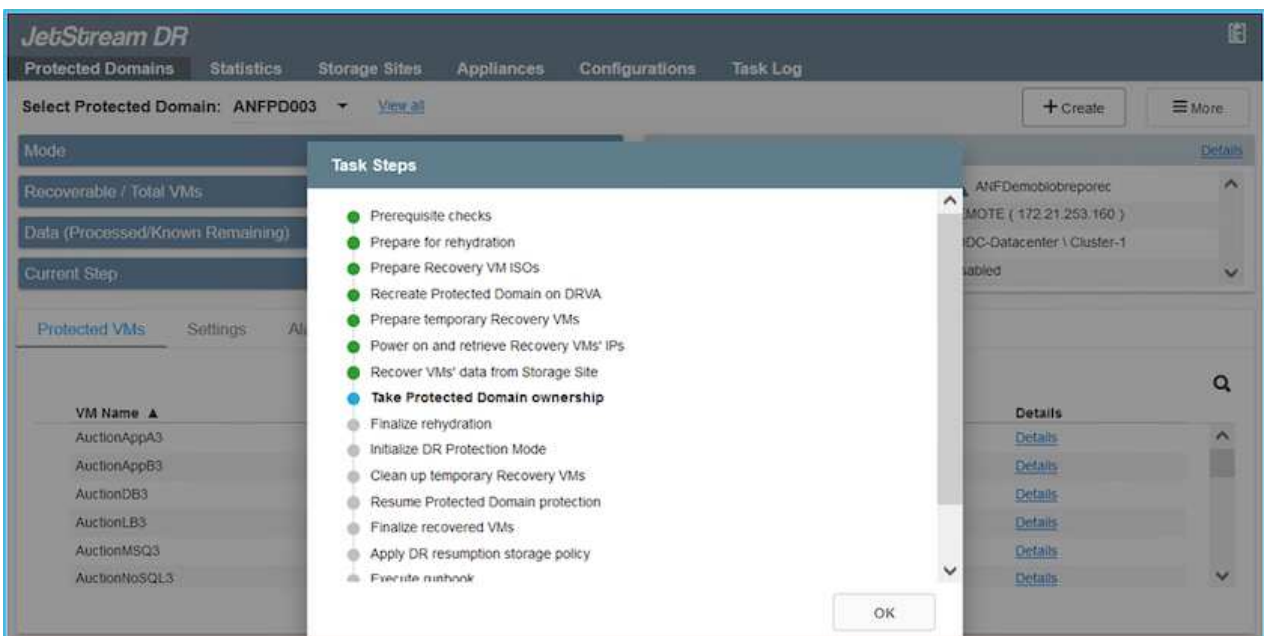 JetStream DR
Protected Domains Statistics Storage Sites Appliances Configurations Task Log
Select Protected Domain: ANFPD003 View all + Create More
Mode Details
Recoverable / Total VMs ANFDemoblobreporec
MOTE ( 172.21.253.160 )
Data (Processed/Known Remaining)
DC-Datacenter \ Cluster-1
Current Step abled
Task Steps
Prerequisite checks
Prepare for rehydration
Prepare Recovery VM ISOs
Recreate Protected Domain on DRVA
Prepare temporary Recovery VMs
Power on and retrieve Recovery VMs' IPs
Recover VMs' data from Storage Site
Take Protected Domain ownership
Finalize rehydration
Initialize DR Protection Mode
Clean up temporary Recovery VMs
Resume Protected Domain protection
Finalize recovered VMs
Apply DR resumption storage policy
Execute runbook
OK
Protected VMs Settings Al
VM Name ▲ Details
AuctionAppA3 Details
AuctionAppB3 Details
AuctionDB3 Details
AuctionLB3 Details
AuctionMSQ3 Details
AuctionNoSQL3 Details